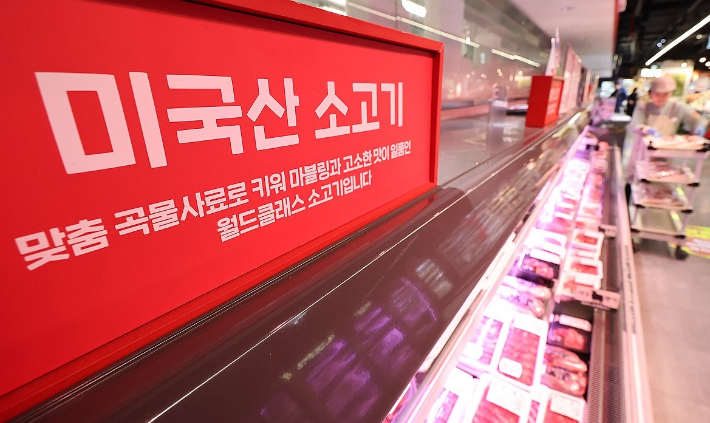 미국산 소고기
맞춤 곡물사료로 키워 마블링과 고소한 맛이 일품인
월드클래스 소고기입니다